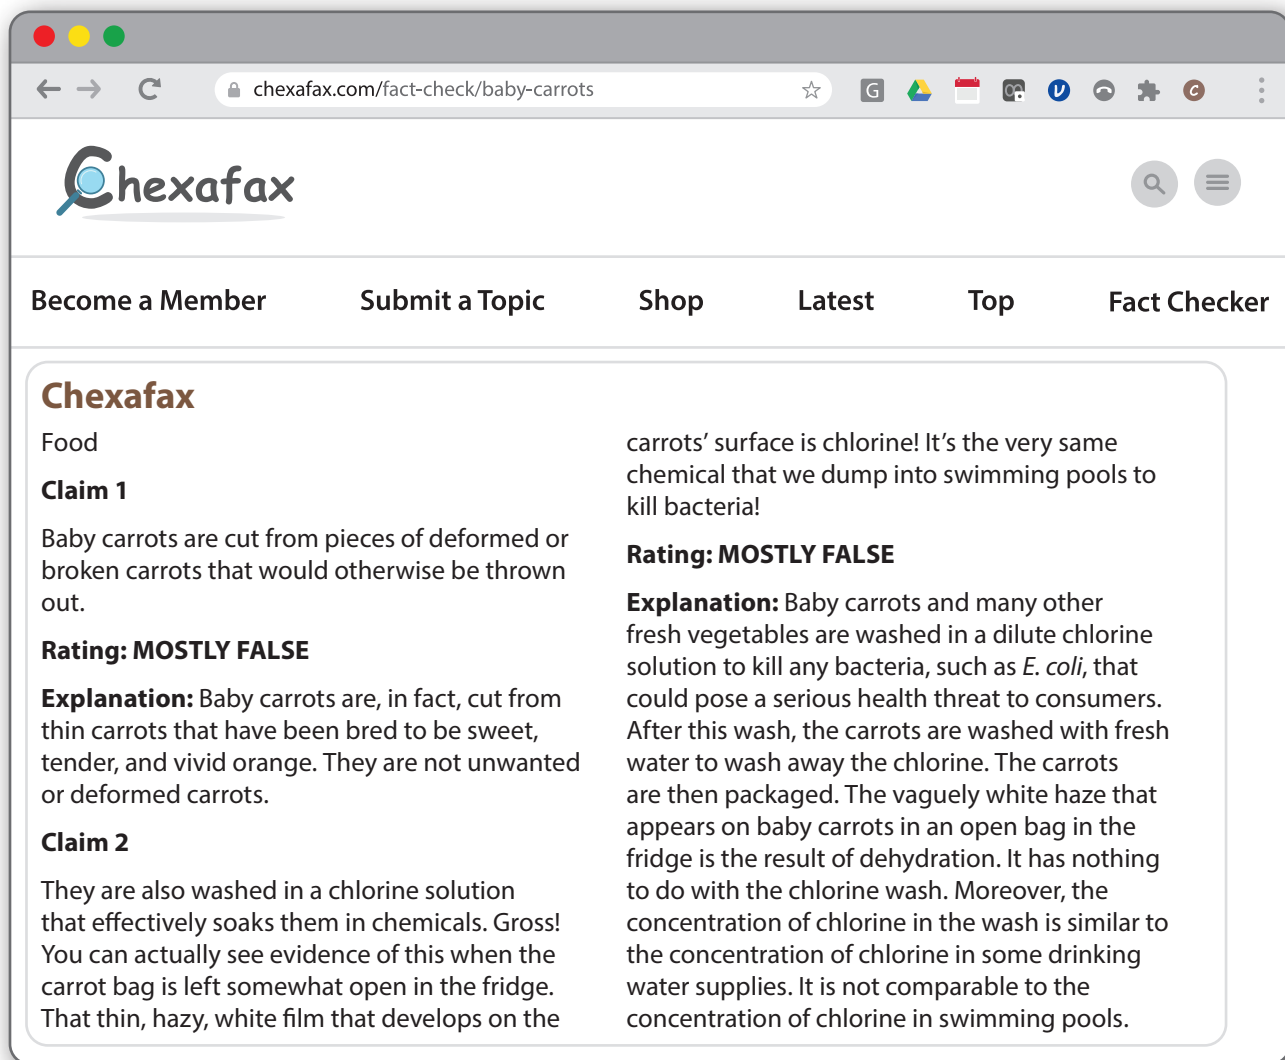 chexafax.com/fact-check/baby-carrots
G
V
C
Chexafax
Become a Member Submit a Topic Shop Latest Top Fact Checker
Chexafax
Food
Claim 1
Baby carrots are cut from pieces of deformed or
broken carrots that would otherwise be thrown
out.
Rating: MOSTLY FALSE
Explanation: Baby carrots are, in fact, cut from
thin carrots that have been bred to be sweet,
tender, and vivid orange. They are not unwanted
or deformed carrots.
Claim 2
They are also washed in a chlorine solution
that effectively soaks them in chemicals. Gross!
You can actually see evidence of this when the
carrot bag is left somewhat open in the fridge.
That thin, hazy, white film that develops on the
carrots’ surface is chlorine! It’s the very same
chemical that we dump into swimming pools to
kill bacteria!
Rating: MOSTLY FALSE
Explanation: Baby carrots and many other
fresh vegetables are washed in a dilute chlorine
solution to kill any bacteria, such as E. coli, that
could pose a serious health threat to consumers.
After this wash, the carrots are washed with fresh
water to wash away the chlorine. The carrots
are then packaged. The vaguely white haze that
appears on baby carrots in an open bag in the
fridge is the result of dehydration. It has nothing
to do with the chlorine wash. Moreover, the
concentration of chlorine in the wash is similar to
the concentration of chlorine in some drinking
water supplies. It is not comparable to the
concentration of chlorine in swimming pools.